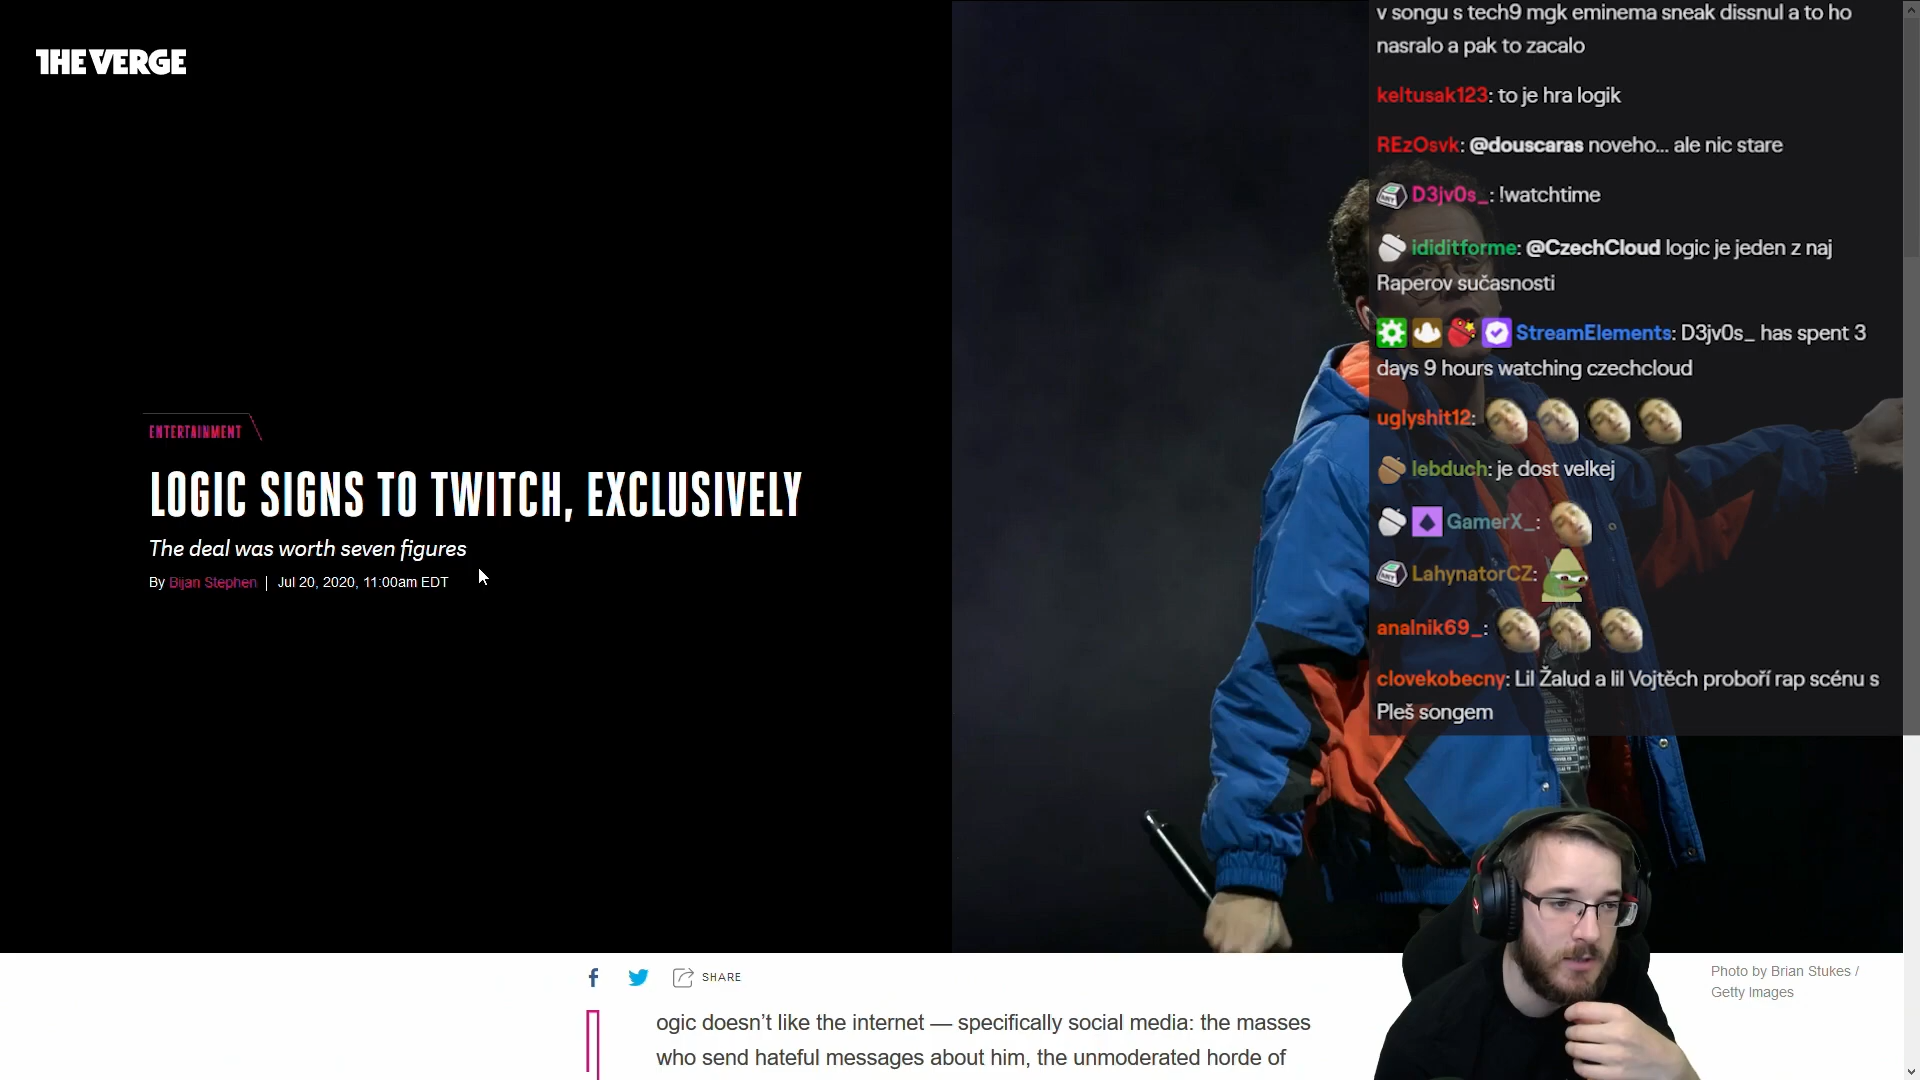 THE VERGE
ENTERTAINMENT
LOGIC SIGNS TO TWITCH, EXCLUSIVELY
The deal was worth seven figures
By Bijan Stephen | Jul 20, 2020, 11:00am EDT
v songu s tech9 mgk eminema sneak dissnul a to ho
nasralo a pak to zacalo
keltusak123: to je hra logik
REzOsvk: @douscaras noveho... ale nic stare
D3jv0s_: !watchtime
ididitforme: @CzechCloud logic je jeden z naj
Raperov sučasnosti
StreamElements: D3jv0s_ has spent 3
days 9 hours watching czechcloud
uglyshit12:
lebduch: je dost velkej
GamerX_:
LahynatorCZ:
analnik69_:
clovekobecny: Lil Žalud a lil Vojtěch proboří rap scénu s
Pleš songem
SHARE
Photo by Brian Stukes /
Getty Images
ogic doesn’t like the internet — specifically social media: the masses
who send hateful messages about him, the unmoderated horde of